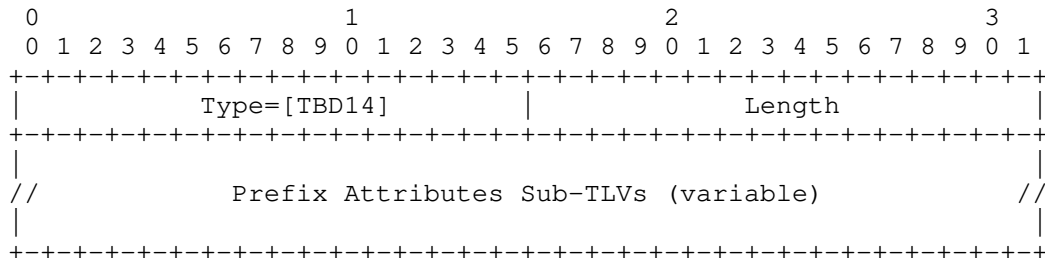 0                   1                   2                   3
 0 1 2 3 4 5 6 7 8 9 0 1 2 3 4 5 6 7 8 9 0 1 2 3 4 5 6 7 8 9 0 1
+-+-+-+-+-+-+-+-+-+-+-+-+-+-+-+-+-+-+-+-+-+-+-+-+-+-+-+-+-+-+-+-+
|           Type=[TBD14]        |             Length            |
+-+-+-+-+-+-+-+-+-+-+-+-+-+-+-+-+-+-+-+-+-+-+-+-+-+-+-+-+-+-+-+-+
|                                                               |
//            Prefix Attributes Sub-TLVs (variable)            //
|                                                               |
+-+-+-+-+-+-+-+-+-+-+-+-+-+-+-+-+-+-+-+-+-+-+-+-+-+-+-+-+-+-+-+-+